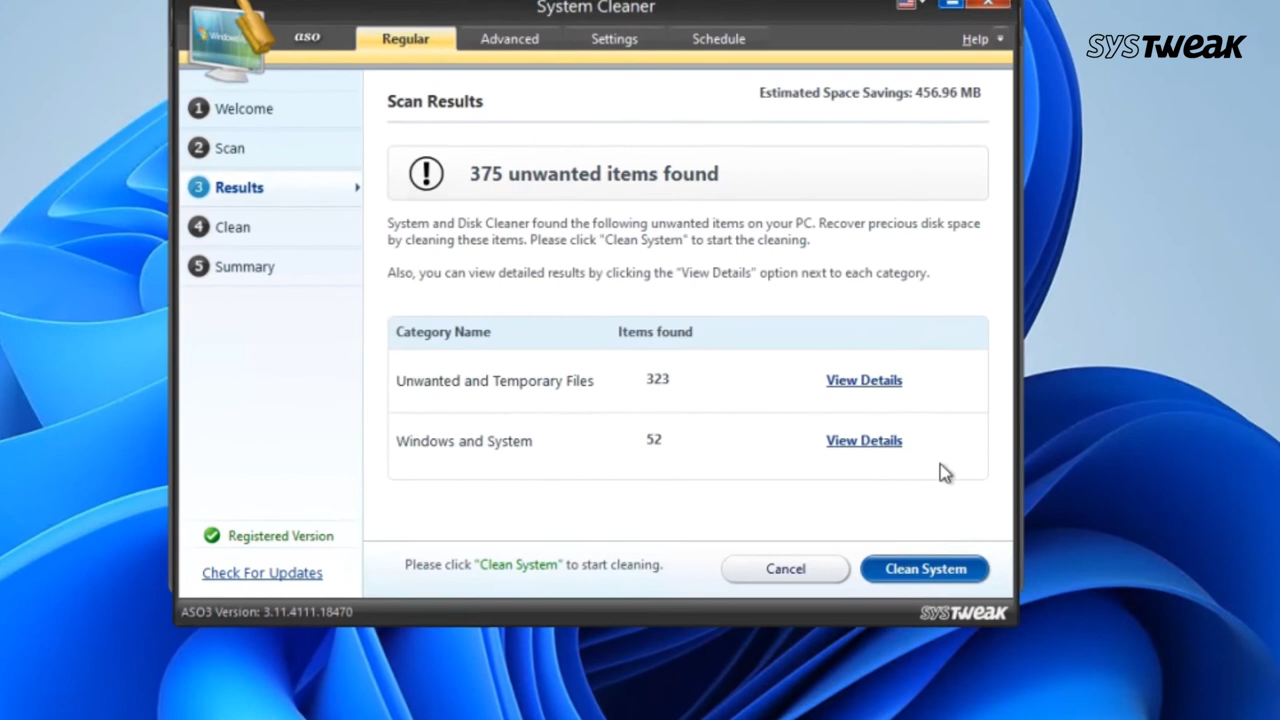 System Cleaner
SYSTWEAK
Windows
aso
Regular
Advanced
Settings
Schedule
Help
1 Welcome
2 Scan
3 Results
4 Clean
5 Summary
Scan Results
Estimated Space Savings: 456.96 MB
375 unwanted items found
System and Disk Cleaner found the following unwanted items on your PC. Recover precious disk space
by cleaning these items. Please click "Clean System" to start the cleaning.
Also, you can view detailed results by clicking the "View Details" option next to each category.
Category Name Items found
Unwanted and Temporary Files 323 View Details
Windows and System 52 View Details
Registered Version
Check For Updates
Please click "Clean System" to start cleaning.
Cancel
Clean System
ASO3 Version: 3.11.4111.18470
SYSTWEAK